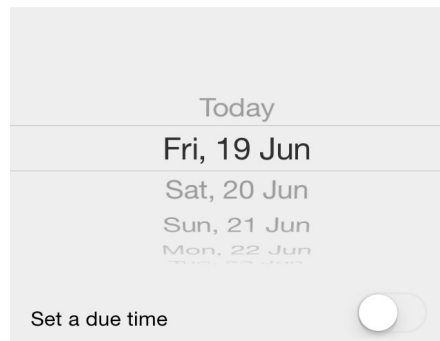 Today
Fri, 19 Jun
Sat, 20 Jun
Sun, 21 Jun
Mon, 22 Jun
Set a due time